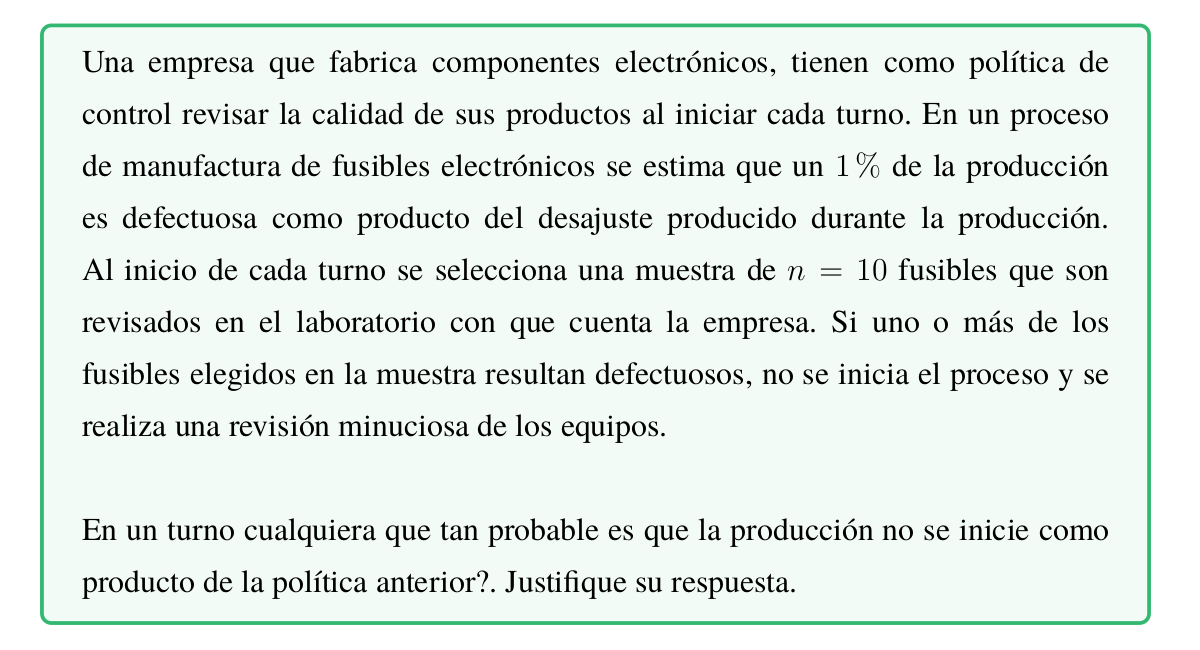 Una empresa que fabrica componentes electrónicos, tienen como política de
control revisar la calidad de sus productos al iniciar cada turno. En un proceso
de manufactura de fusibles electrónicos se estima que un 1 % de la producción
es defectuosa como producto del desajuste producido durante la producción.
Al inicio de cada turno se selecciona una muestra de n = 10 fusibles que son
revisados en el laboratorio con que cuenta la empresa. Si uno o más de los
fusibles elegidos en la muestra resultan defectuosos, no se inicia el proceso y se
realiza una revisión minuciosa de los equipos.
En un turno cualquiera que tan probable es que la producción no se inicie como
producto de la política anterior?. Justifique su respuesta.